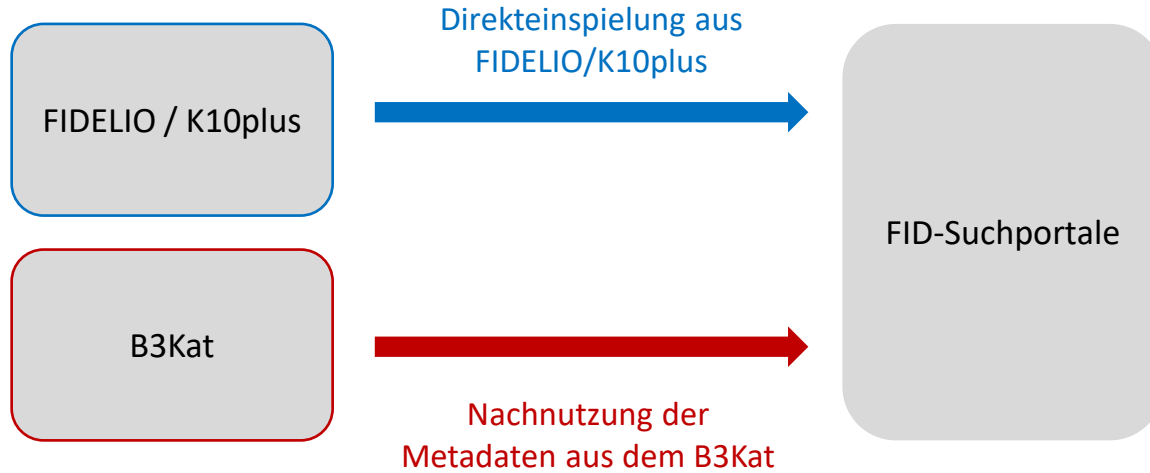 Direkteinspielung aus
FIDELIO/K10plus
FIDELIO / K10plus
FID-Suchportale
B3Kat
Nachnutzung der
Metadaten aus dem B3Kat